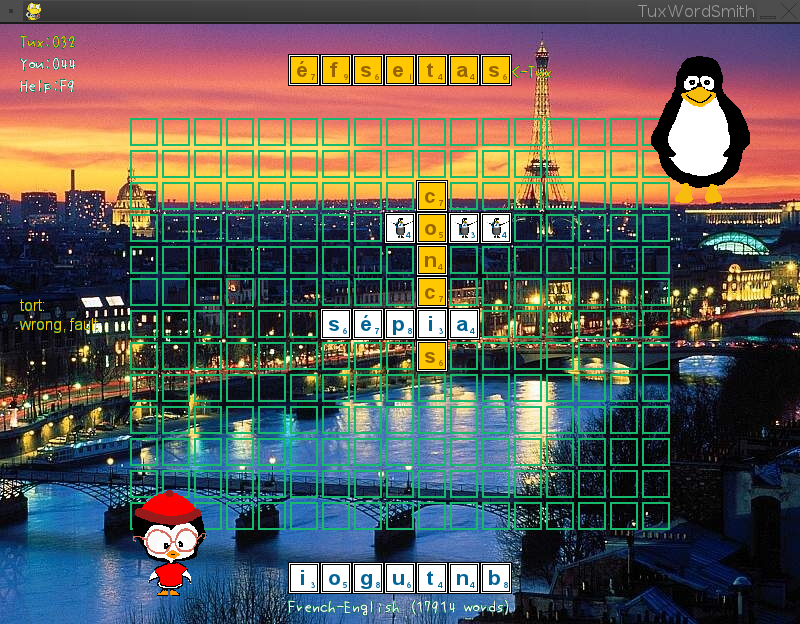 TuxWordSmith
Tux:032
You:044
Help:F9
é f s e t a s <-Tux
c
o
n
c
tort:
wrong, fault
s é p i a
s
i o g u t n b
French-English (17914 words)